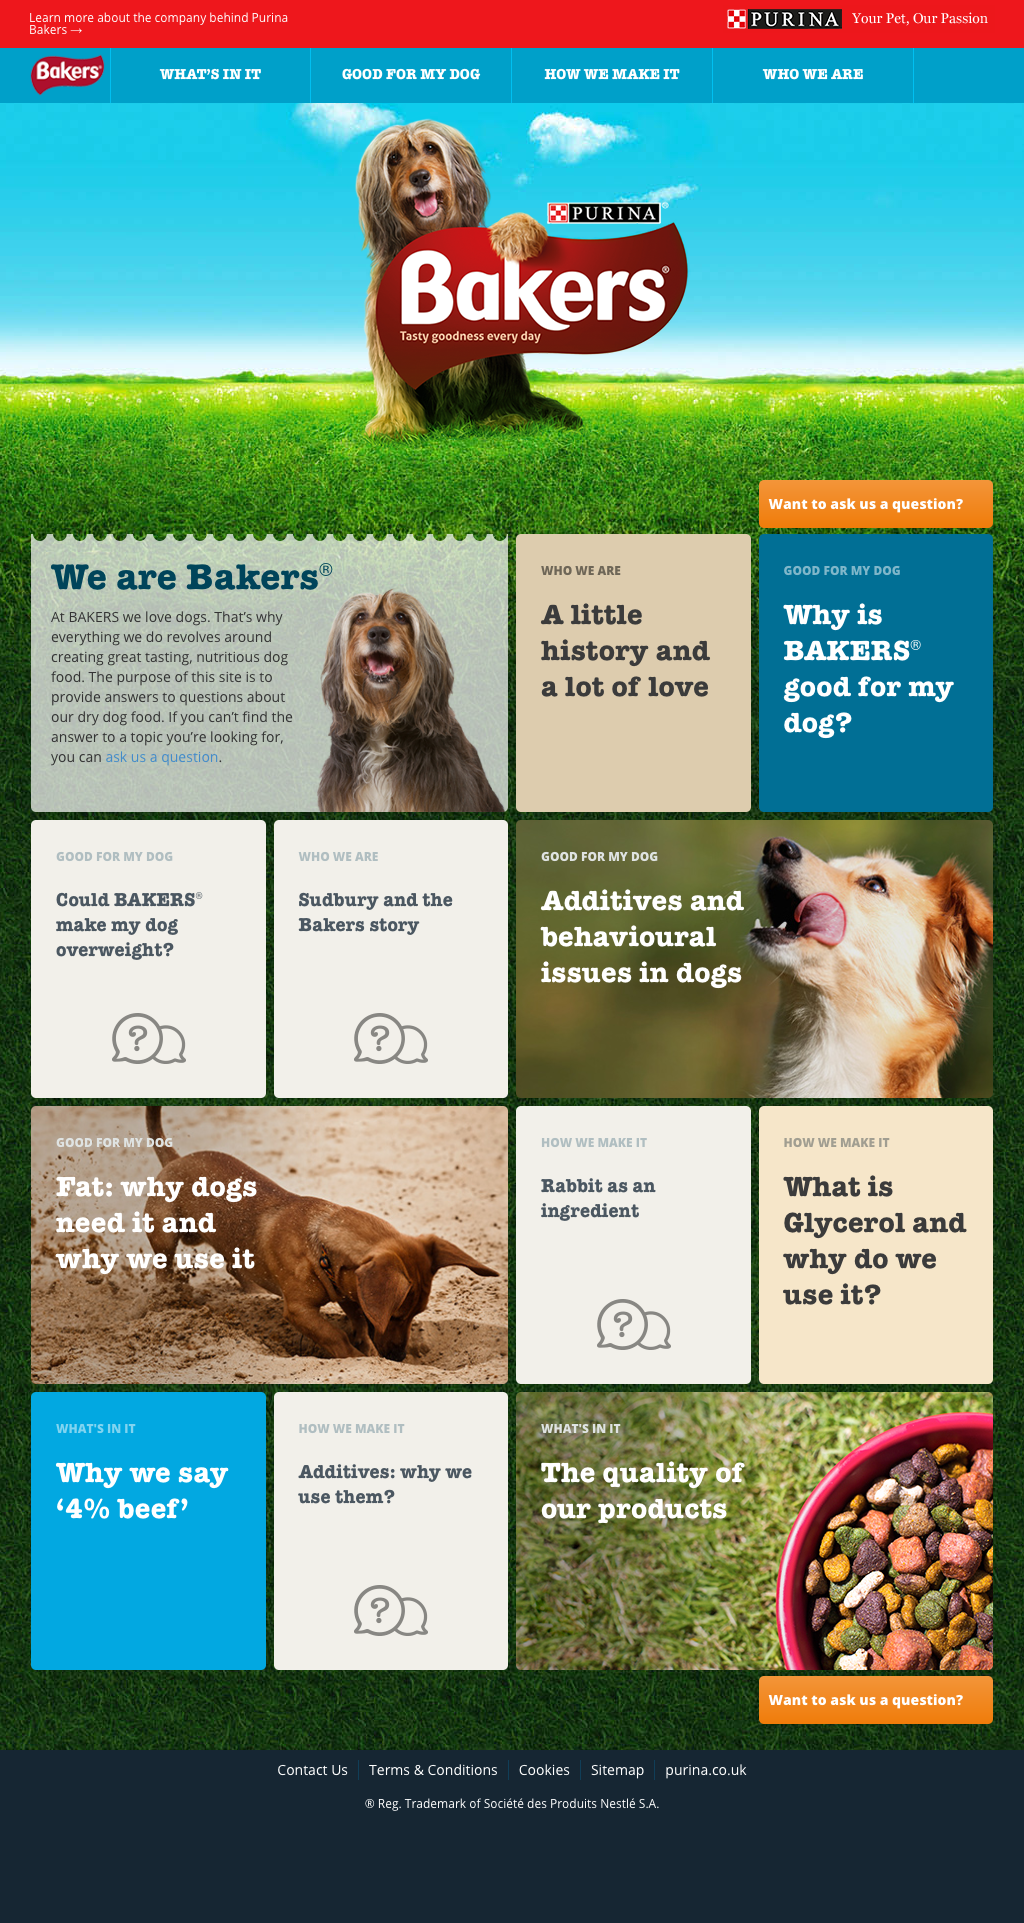 Learn more about the company behind Purina
Bakers →
PURINA Your Pet, Our Passion
Bakers
WHAT'S IN IT
GOOD FOR MY DOG
HOW WE MAKE IT
WHO WE ARE
PURINA
Bakers®
Tasty goodness every day
Want to ask us a question?
We are Bakers®
At BAKERS we love dogs. That's why
everything we do revolves around
creating great tasting, nutritious dog
food. The purpose of this site is to
provide answers to questions about
our dry dog food. If you can't find the
answer to a topic you're looking for,
you can ask us a question.
WHO WE ARE
A little
history and
a lot of love
GOOD FOR MY DOG
Why is
BAKERS®
good for my
dog?
GOOD FOR MY DOG
Could BAKERS®
make my dog
overweight?
?
WHO WE ARE
Sudbury and the
Bakers story
?
GOOD FOR MY DOG
Additives and
behavioural
issues in dogs
GOOD FOR MY DOG
Fat: why dogs
need it and
why we use it
HOW WE MAKE IT
Rabbit as an
ingredient
?
HOW WE MAKE IT
What is
Glycerol and
why do we
use it?
WHAT'S IN IT
Why we say
‘4% beef’
HOW WE MAKE IT
Additives: why we
use them?
?
WHAT'S IN IT
The quality of
our products
Want to ask us a question?
Contact Us
Terms & Conditions
Cookies
Sitemap
purina.co.uk
® Reg. Trademark of Société des Produits Nestlé S.A.